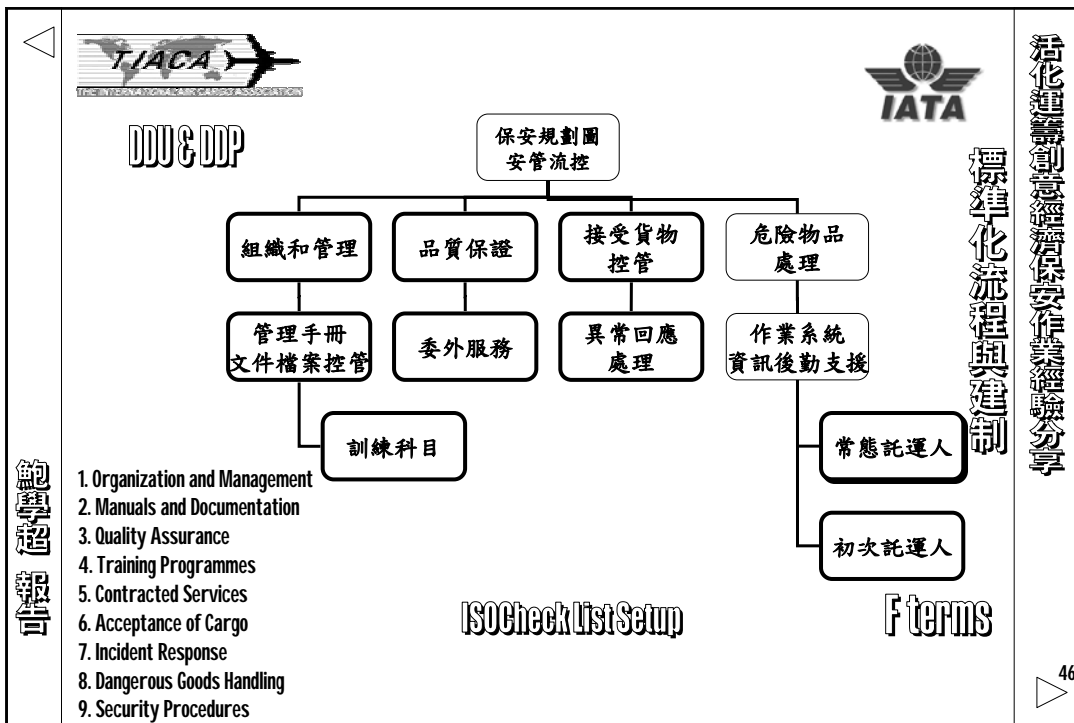 TIACA
THE INTERNATIONAL AIR CARGO ASSOCIATION
IATA
DDU & DDP
保安規劃圖
安管流控
組織和管理
品質保證
接受貨物
控管
危險物品
處理
管理手冊
文件檔案控管
委外服務
異常回應
處理
作業系統
資訊後勤支援
訓練科目
常態託運人
初次託運人
1. Organization and Management
2. Manuals and Documentation
3. Quality Assurance
4. Training Programmes
5. Contracted Services
6. Acceptance of Cargo
7. Incident Response
8. Dangerous Goods Handling
9. Security Procedures
ISOCheck List Setup
F terms
標準化流程與建制
活化運籌創意經濟保安作業經驗分享
鮑學超 報告
46